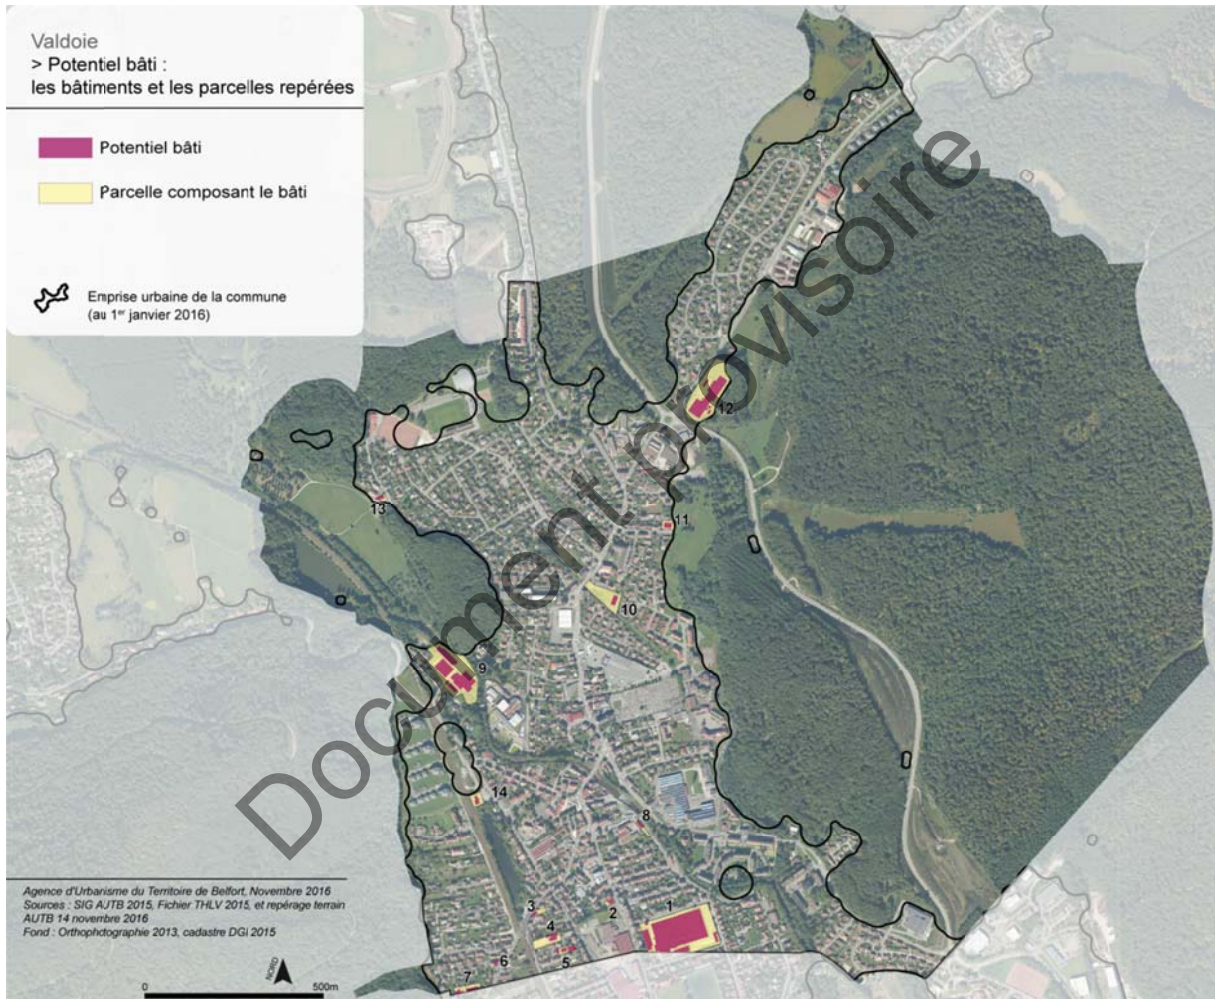 Valdoie
> Potentiel bâti :
les bâtiments et les parcelles repérées
Potentiel bâti
Parcelle composant le bâti
Emprise urbaine de la commune
(au 1er janvier 2016)
Document provisoire
12
13
11
10
9
14
8
3
2
1
4
5
6
7
Agence d'Urbanisme du Territoire de Belfort, Novembre 2016
Sources : SIG AUTB 2015, Fichier THLV 2015, et repérage terrain
AUTB 14 novembre 2016
Fond : Orthophotographie 2013, cadastre DGI 2015
NORD
0 500m